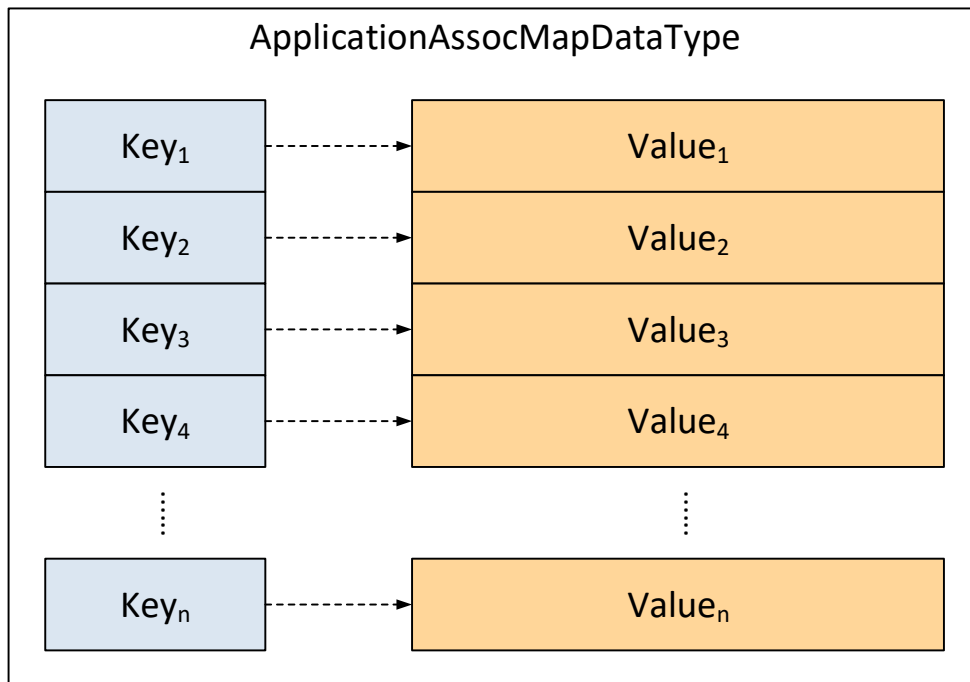 ApplicationAssocMapDataType
Key₁ Value₁
Key₂ Value₂
Key₃ Value₃
Key₄ Value₄
Keyₙ Valueₙ